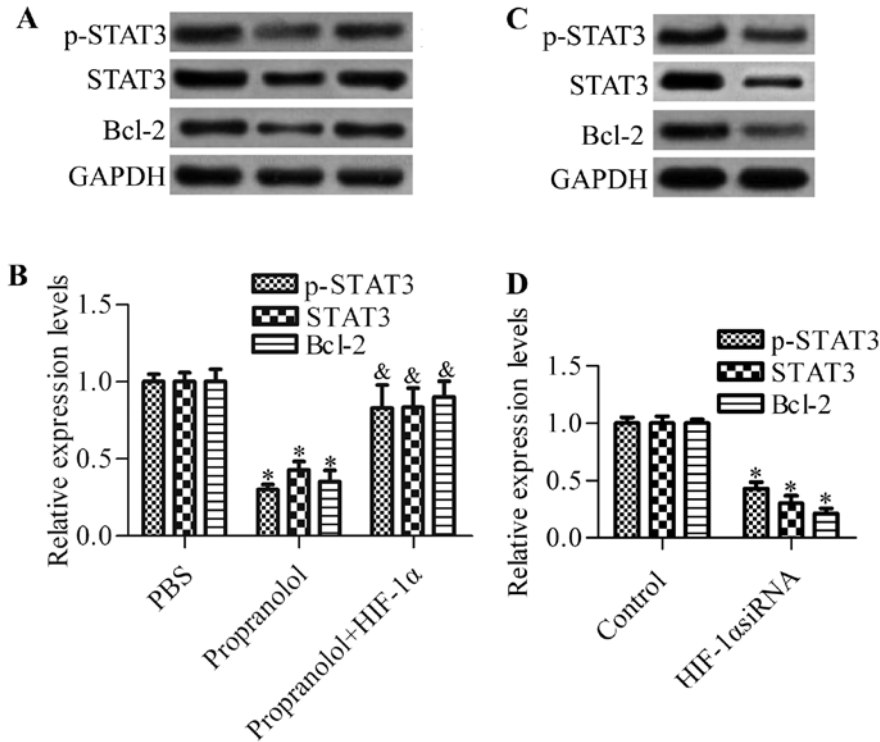 A
p-STAT3
STAT3
Bcl-2
GAPDH
C
p-STAT3
STAT3
Bcl-2
GAPDH
B
Relative expression levels
1.5
1.0
0.5
0.0
p-STAT3
STAT3
Bcl-2
* * *
& & &
PBS
Propranolol
Propranolol+HIF-1α
D
Relative expression levels
1.5
1.0
0.5
0.0
p-STAT3
STAT3
Bcl-2
* * *
Control
HIF-1αsiRNA